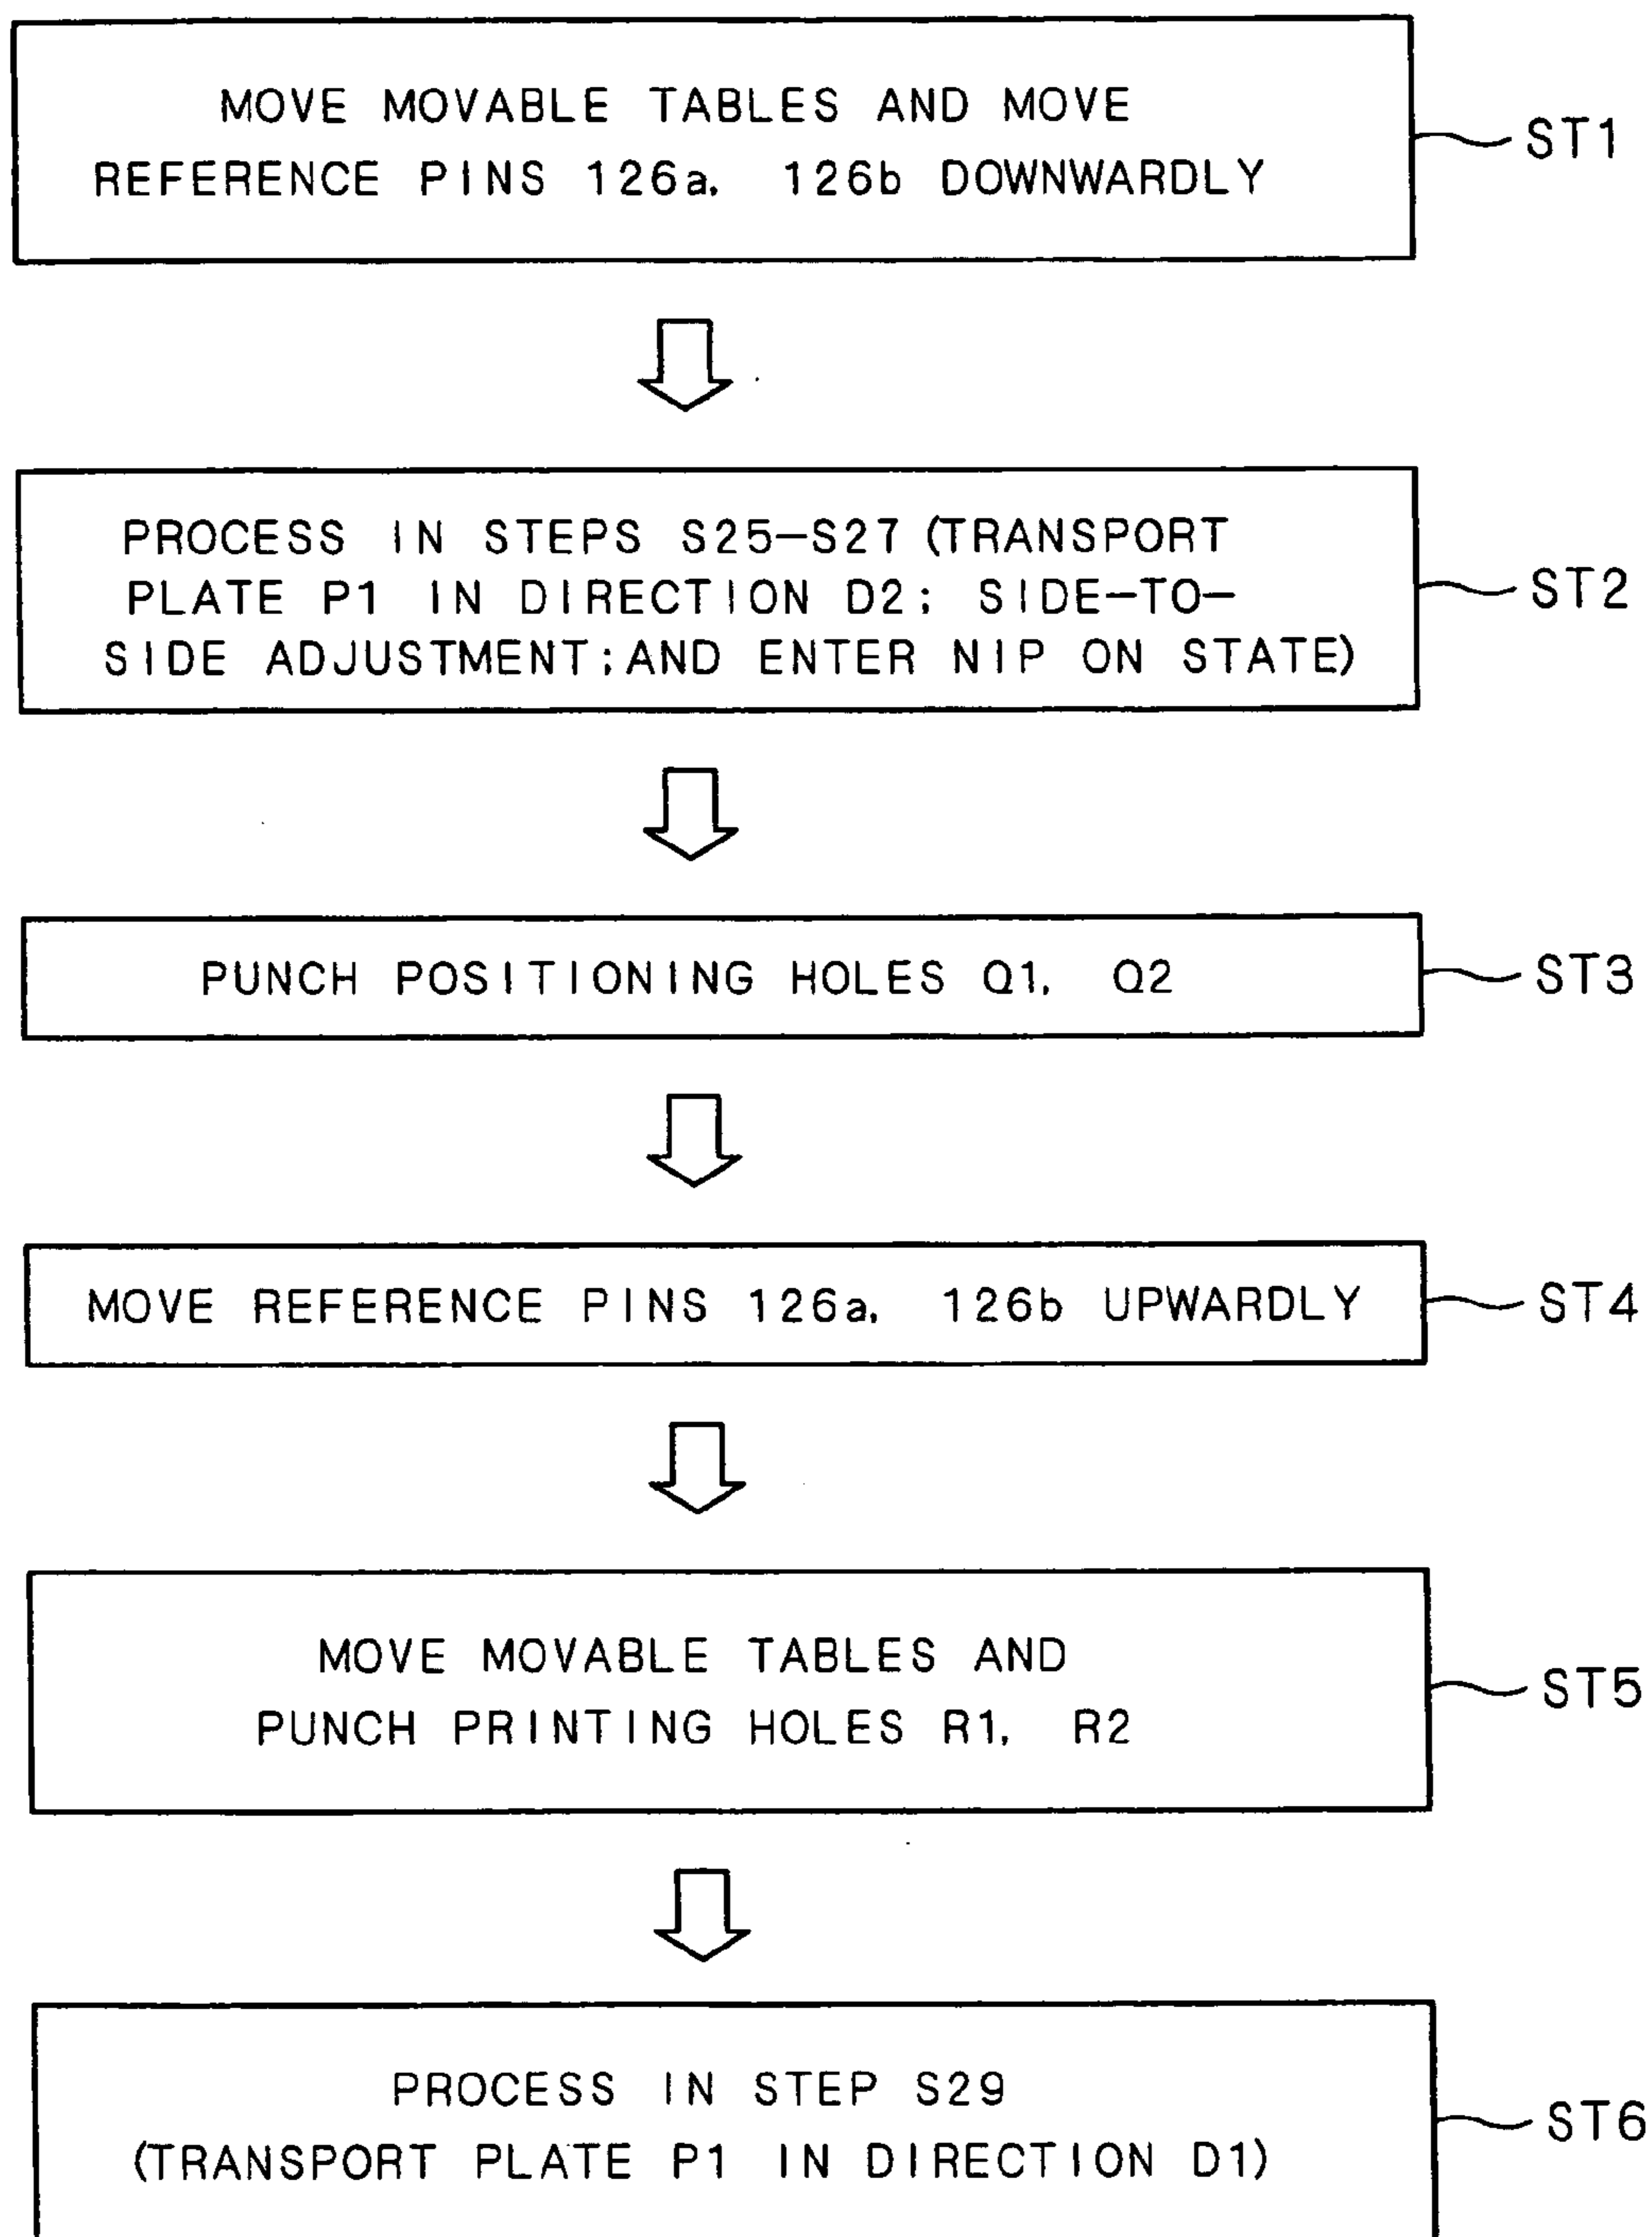 MOVE MOVABLE TABLES AND MOVE
REFERENCE PINS 126a, 126b DOWNWARDLY
ST1
PROCESS IN STEPS S25-S27 (TRANSPORT
PLATE P1 IN DIRECTION D2; SIDE-TO-
SIDE ADJUSTMENT;AND ENTER NIP ON STATE)
ST2
PUNCH POSITIONING HOLES Q1, Q2
ST3
MOVE REFERENCE PINS 126a, 126b UPWARDLY
ST4
MOVE MOVABLE TABLES AND
PUNCH PRINTING HOLES R1, R2
ST5
PROCESS IN STEP S29
(TRANSPORT PLATE P1 IN DIRECTION D1)
ST6